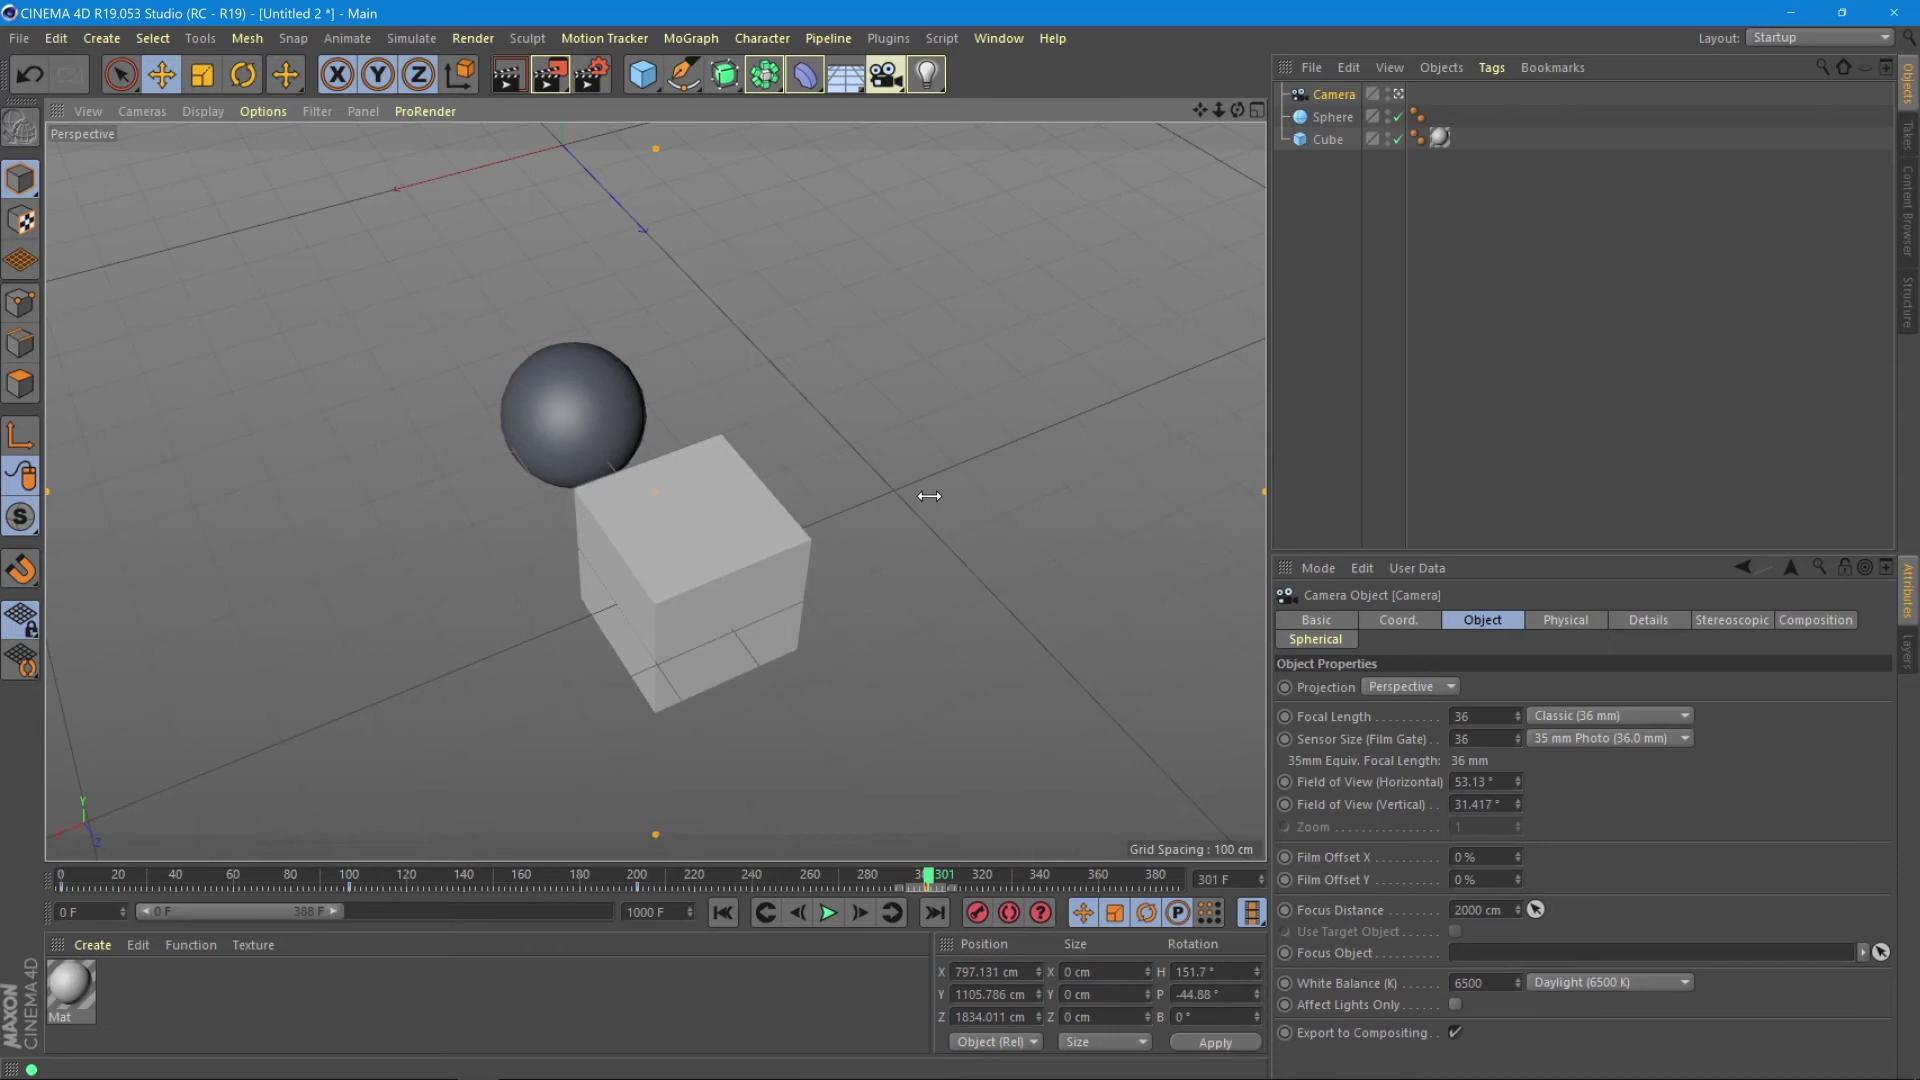 CINEMA 4D R19.053 Studio (RC - R19) - [Untitled 2 *] - Main
File Edit Create Select Tools Mesh Snap Animate Simulate Render Sculpt Motion Tracker MoGraph Character Pipeline Plugins Script Window Help
Layout: Startup
X Y Z
File Edit View Objects Tags Bookmarks
View Cameras Display Options Filter Panel ProRender
Perspective
Camera
Sphere
Cube
Objects
Takes
Content Browser
Structure
Mode Edit User Data
Camera Object [Camera]
Basic Coord. Object Physical Details Stereoscopic Composition
Spherical
Object Properties
Projection Perspective
Focal Length 36 Classic (36 mm)
Sensor Size (Film Gate) 36 35 mm Photo (36.0 mm)
35mm Equiv. Focal Length: 36 mm
Field of View (Horizontal) 53.13 °
Field of View (Vertical) 31.417 °
Zoom 1
Film Offset X 0 %
Film Offset Y 0 %
Focus Distance 2000 cm
Use Target Object
Focus Object
White Balance (K) 6500 Daylight (6500 K)
Affect Lights Only
Export to Compositing
Attributes
Layers
Y
Z
Grid Spacing : 100 cm
0 20 40 60 80 100 120 140 160 180 200 220 240 260 280 301 320 340 360 380
301 F
0 F 0 F 388 F 1000 F
P
Create Edit Function Texture
Mat
MAXON
CINEMA 4D
Position Size Rotation
X 797.131 cm X 0 cm H 151.7 °
Y 1105.786 cm Y 0 cm P -44.88 °
Z 1834.011 cm Z 0 cm B 0 °
Object (Rel) Size Apply